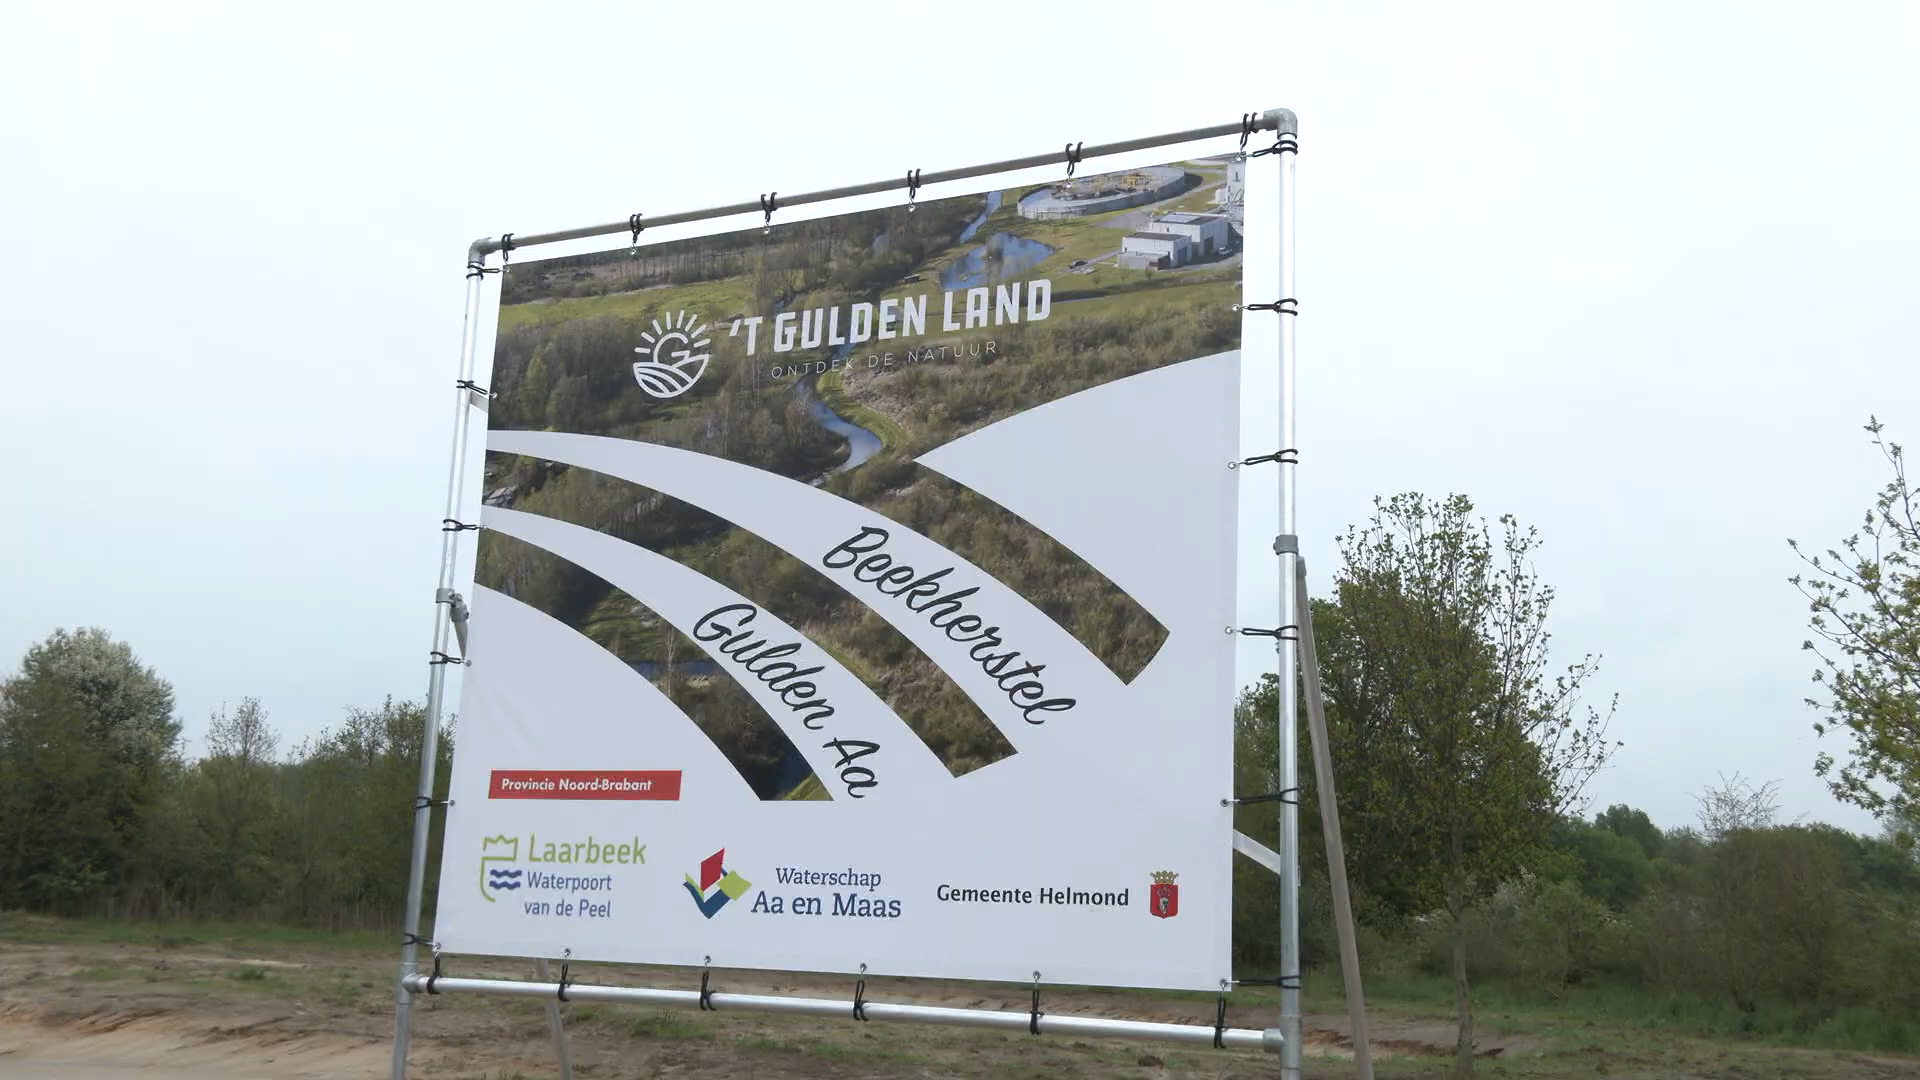 'T GULDEN LAND
ONTDEK DE NATUUR
Beekherstel
Gulden Aa
Provincie Noord-Brabant
Laarbeek
Waterpoort
van de Peel
Waterschap
Aa en Maas
Gemeente Helmond